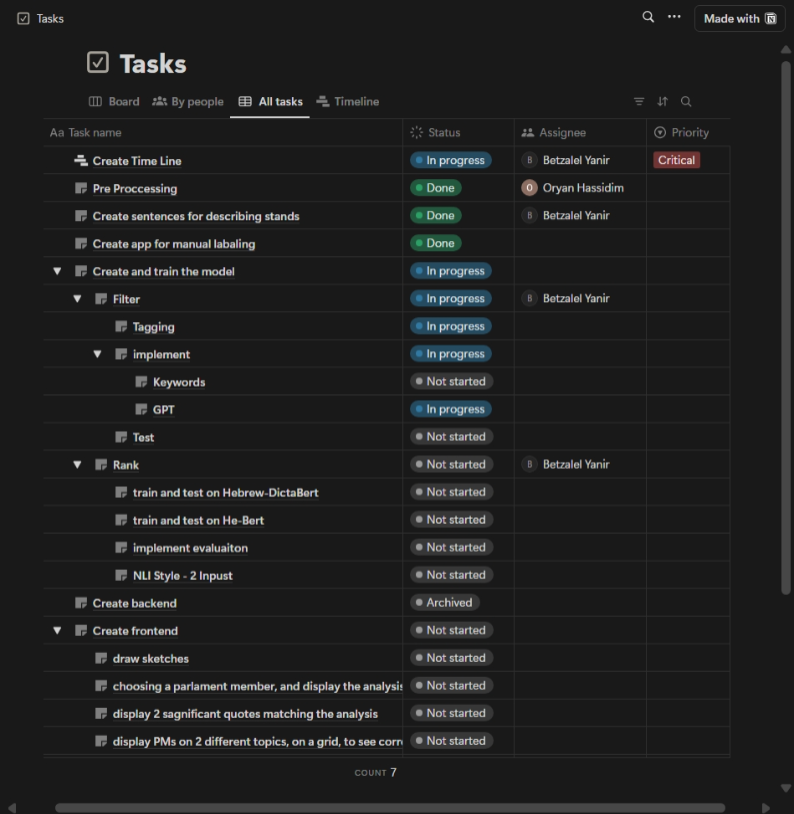 Tasks
Made with
Tasks
Board By people All tasks Timeline
Aa Task name Status Assignee Priority
Create Time Line In progress B Betzalel Yanir Critical
Pre Proccessing Done O Oryan Hassidim
Create sentences for describing stands Done B Betzalel Yanir
Create app for manual labaling Done
Create and train the model In progress
Filter In progress B Betzalel Yanir
Tagging In progress
implement In progress
Keywords Not started
GPT In progress
Test Not started
Rank Not started B Betzalel Yanir
train and test on Hebrew-DictaBert Not started
train and test on He-Bert Not started
implement evaluaiton Not started
NLI Style - 2 Inpust Not started
Create backend Archived
Create frontend Not started
draw sketches Not started
choosing a parlament member, and display the analysis Not started
display 2 sagnificant quotes matching the analysis Not started
display PMs on 2 different topics, on a grid, to see corre Not started
COUNT 7